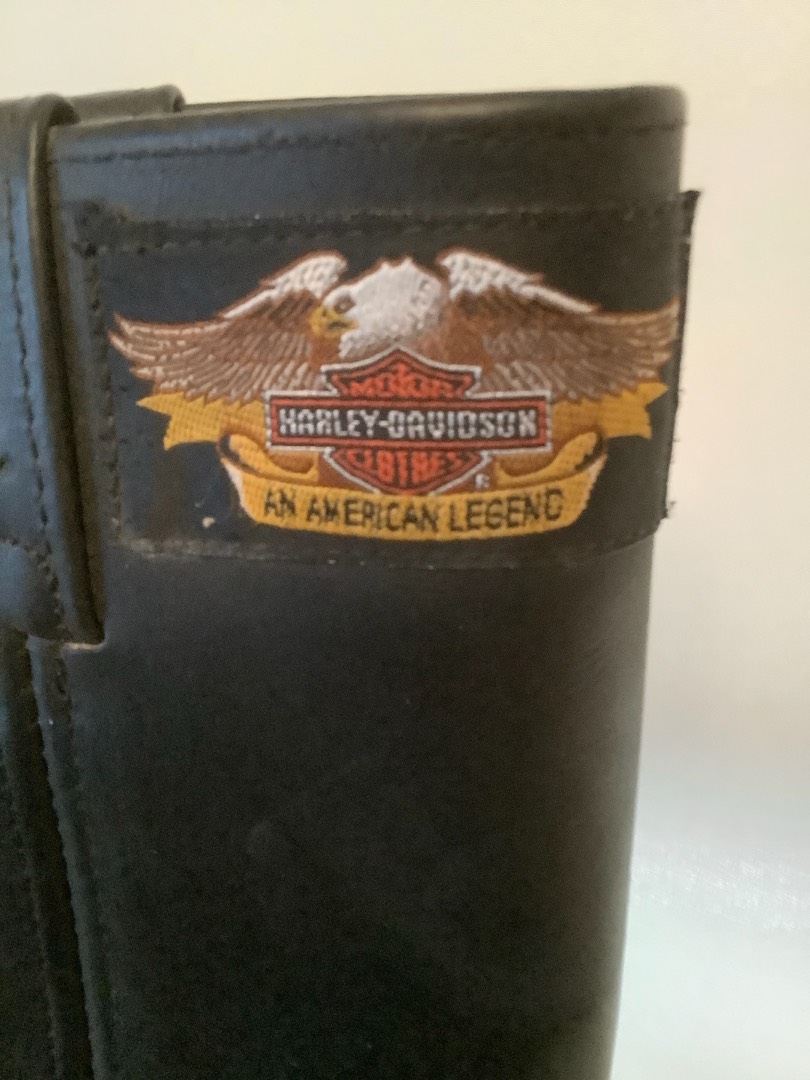 MOTOR
HARLEY-DAVIDSON
CLOTHES
AN AMERICAN LEGEND